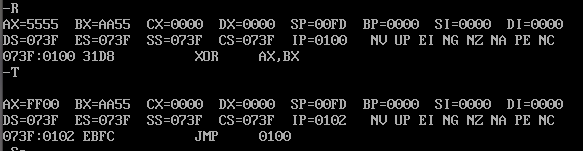 -R
AX=5555 BX=AA55 CX=0000 DX=0000 SP=00FD BP=0000 SI=0000 DI=0000
DS=073F ES=073F SS=073F CS=073F IP=0100 NV UP EI NG NZ NA PE NC
073F:0100 31D8 XOR AX,BX
-T
AX=FF00 BX=AA55 CX=0000 DX=0000 SP=00FD BP=0000 SI=0000 DI=0000
DS=073F ES=073F SS=073F CS=073F IP=0102 NV UP EI NG NZ NA PE NC
073F:0102 EBFC JMP 0100